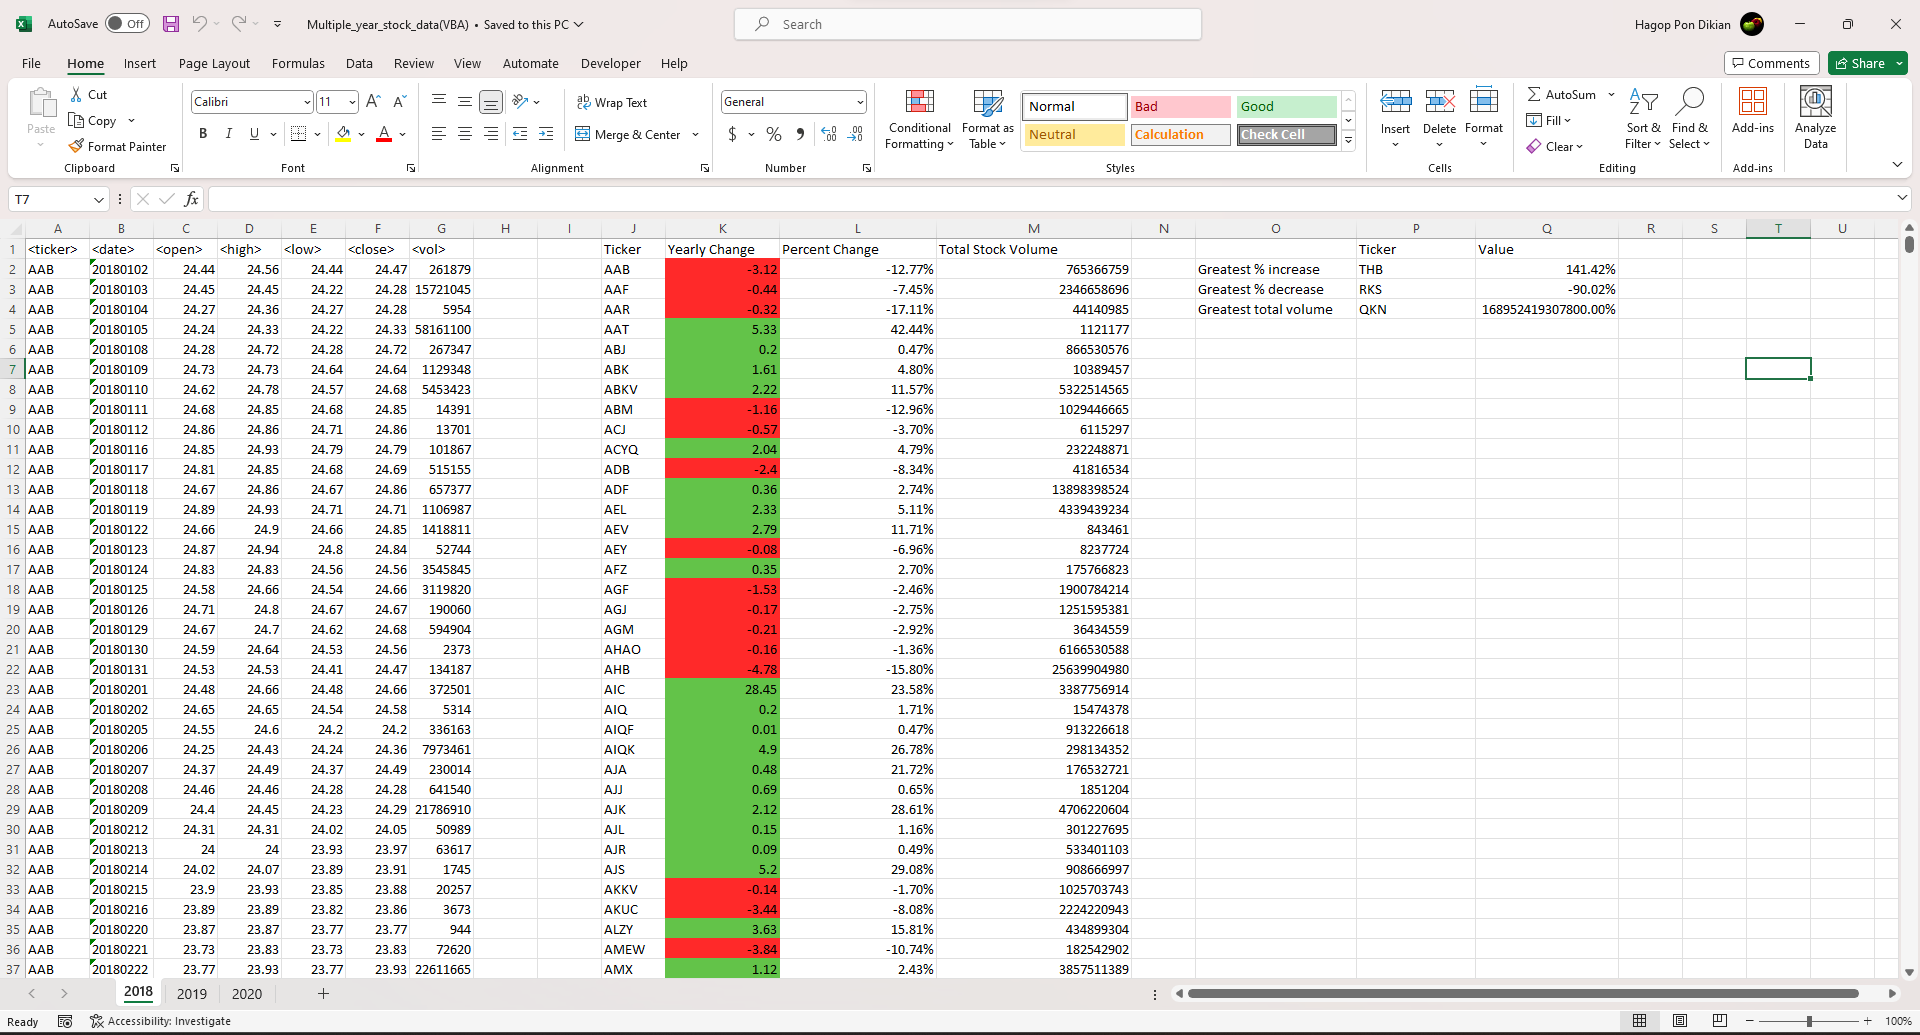 AutoSave Off Multiple_year_stock_data(VBA) • Saved to this PC Search Hagop Pon Dikian
File Home Insert Page Layout Formulas Data Review View Automate Developer Help Comments Share
Paste Cut Copy Format Painter Clipboard
Calibri 11 B I U A Font
Wrap Text Merge & Center Alignment
General $ % Number
Conditional Formatting Format as Table Normal Bad Good Neutral Calculation Check Cell Styles
Insert Delete Format Cells
AutoSum Fill Clear Sort & Filter Find & Select Editing
Add-ins Add-ins
Analyze Data
T7 fx
A B C D E F G H I J K L M N O P Q R S T U
1 <ticker> <date> <open> <high> <low> <close> <vol> Ticker Yearly Change Percent Change Total Stock Volume Ticker Value
2 AAB 20180102 24.44 24.56 24.44 24.47 261879 AAB -3.12 -12.77% 765366759 Greatest % increase THB 141.42%
3 AAB 20180103 24.45 24.45 24.22 24.28 15721045 AAF -0.44 -7.45% 2346658696 Greatest % decrease RKS -90.02%
4 AAB 20180104 24.27 24.36 24.27 24.28 5954 AAR -0.32 -17.11% 44140985 Greatest total volume QKN 168952419307800.00%
5 AAB 20180105 24.24 24.33 24.22 24.33 58161100 AAT 5.33 42.44% 1121177
6 AAB 20180108 24.28 24.72 24.28 24.72 267347 ABJ 0.2 0.47% 866530576
7 AAB 20180109 24.73 24.73 24.64 24.64 1129348 ABK 1.61 4.80% 10389457
8 AAB 20180110 24.62 24.78 24.57 24.68 5453423 ABKV 2.22 11.57% 5322514565
9 AAB 20180111 24.68 24.85 24.68 24.85 14391 ABM -1.16 -12.96% 1029446665
10 AAB 20180112 24.86 24.86 24.71 24.86 13701 ACJ -0.57 -3.70% 6115297
11 AAB 20180116 24.85 24.93 24.79 24.79 101867 ACYQ 2.04 4.79% 232248871
12 AAB 20180117 24.81 24.85 24.68 24.69 515155 ADB -2.4 -8.34% 41816534
13 AAB 20180118 24.67 24.86 24.67 24.86 657377 ADF 0.36 2.74% 13898398524
14 AAB 20180119 24.89 24.93 24.71 24.71 1106987 AEL 2.33 5.11% 4339439234
15 AAB 20180122 24.66 24.9 24.66 24.85 1418811 AEV 2.79 11.71% 843461
16 AAB 20180123 24.87 24.94 24.8 24.84 52744 AEY -0.08 -6.96% 8237724
17 AAB 20180124 24.83 24.83 24.56 24.56 3545845 AFZ 0.35 2.70% 175766823
18 AAB 20180125 24.58 24.66 24.54 24.66 3119820 AGF -1.53 -2.46% 1900784214
19 AAB 20180126 24.71 24.8 24.67 24.67 190060 AGJ -0.17 -2.75% 1251595381
20 AAB 20180129 24.67 24.7 24.62 24.68 594904 AGM -0.21 -2.92% 36434559
21 AAB 20180130 24.59 24.64 24.53 24.56 2373 AHAO -0.16 -1.36% 6166530588
22 AAB 20180131 24.53 24.53 24.41 24.47 134187 AHB -4.78 -15.80% 25639904980
23 AAB 20180201 24.48 24.66 24.48 24.66 372501 AIC 28.45 23.58% 3387756914
24 AAB 20180202 24.65 24.65 24.54 24.58 5314 AIQ 0.2 1.71% 15474378
25 AAB 20180205 24.55 24.6 24.2 24.2 336163 AIQF 0.01 0.47% 913226618
26 AAB 20180206 24.25 24.43 24.24 24.36 7973461 AIQK 4.9 26.78% 298134352
27 AAB 20180207 24.37 24.49 24.37 24.49 230014 AJA 0.48 21.72% 176532721
28 AAB 20180208 24.46 24.46 24.28 24.28 641540 AJJ 0.69 0.65% 1851204
29 AAB 20180209 24.4 24.45 24.23 24.29 21786910 AJK 2.12 28.61% 4706220604
30 AAB 20180212 24.31 24.31 24.02 24.05 50989 AJL 0.15 1.16% 301227695
31 AAB 20180213 24 24 23.93 23.97 63617 AJR 0.09 0.49% 533401103
32 AAB 20180214 24.02 24.07 23.89 23.91 1745 AJS 5.2 29.08% 908666997
33 AAB 20180215 23.9 23.93 23.85 23.88 20257 AKKV -0.14 -1.70% 1025703743
34 AAB 20180216 23.89 23.89 23.82 23.86 3673 AKUC -3.44 -8.08% 2224220943
35 AAB 20180220 23.87 23.87 23.77 23.77 944 ALZY 3.63 15.81% 434899304
36 AAB 20180221 23.73 23.83 23.73 23.83 72620 AMEW -3.84 -10.74% 182542902
37 AAB 20180222 23.77 23.93 23.77 23.93 22611665 AMX 1.12 2.43% 3857511389
2018 2019 2020
Ready Accessibility: Investigate 100%